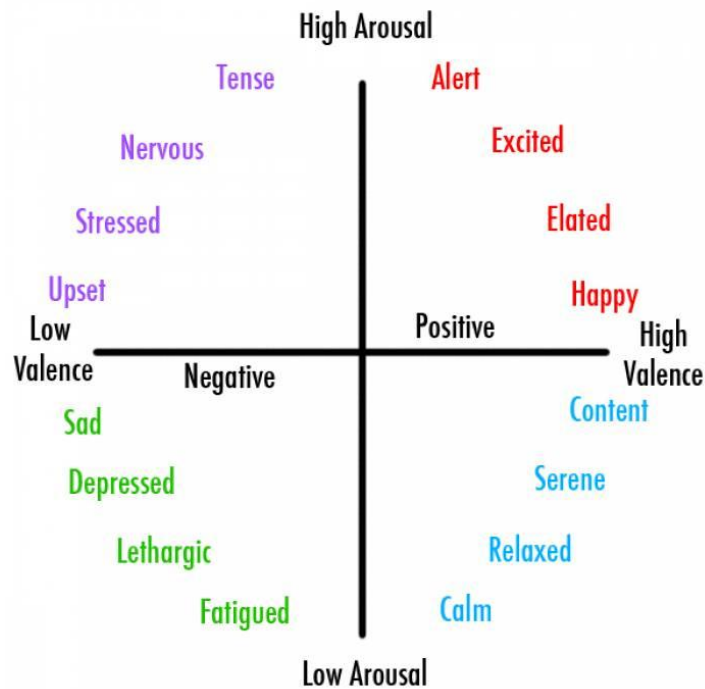 High Arousal
Tense
Alert
Nervous
Excited
Stressed
Elated
Upset
Happy
Low
Valence
Positive
High
Valence
Negative
Sad
Content
Depressed
Serene
Lethargic
Relaxed
Fatigued
Calm
Low Arousal